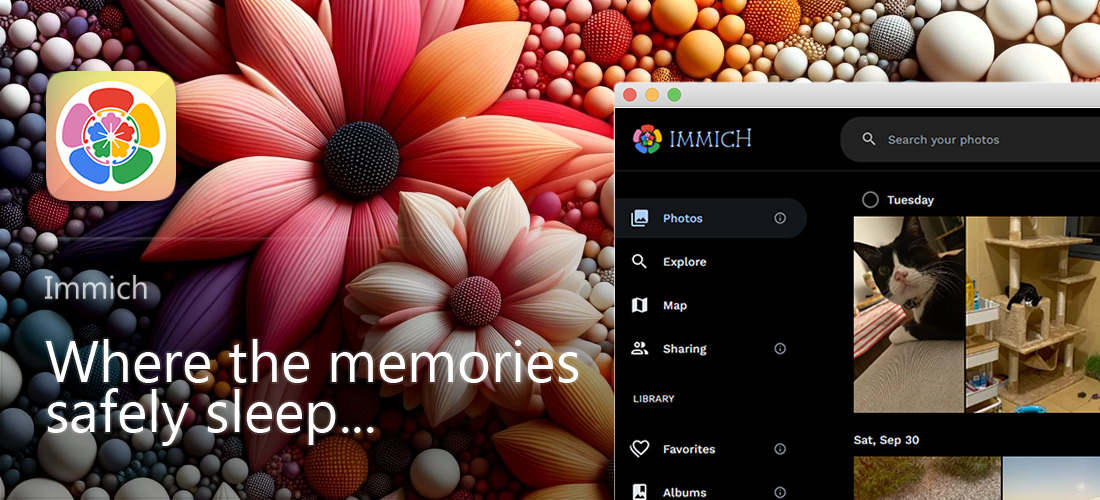 Immich
Where the memories
safely sleep...
IMMICH
Search your photos
Photos
Explore
Map
Sharing
LIBRARY
Favorites
Albums
Tuesday
Sat, Sep 30